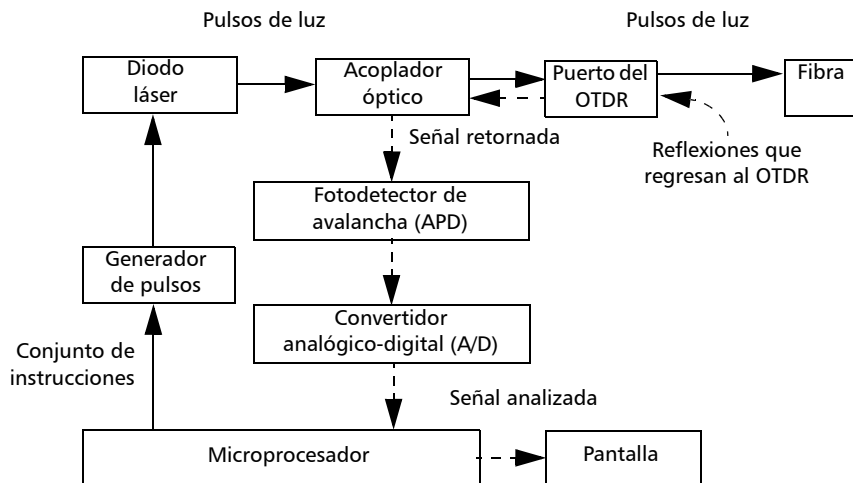 Pulsos de luz
Pulsos de luz
Diodo
láser
Acoplador
óptico
Puerto del
OTDR
Fibra
Señal retornada
Reflexiones que
regresan al OTDR
Fotodetector de
avalancha (APD)
Generador
de pulsos
Convertidor
analógico-digital (A/D)
Conjunto de
instrucciones
Señal analizada
Microprocesador
Pantalla